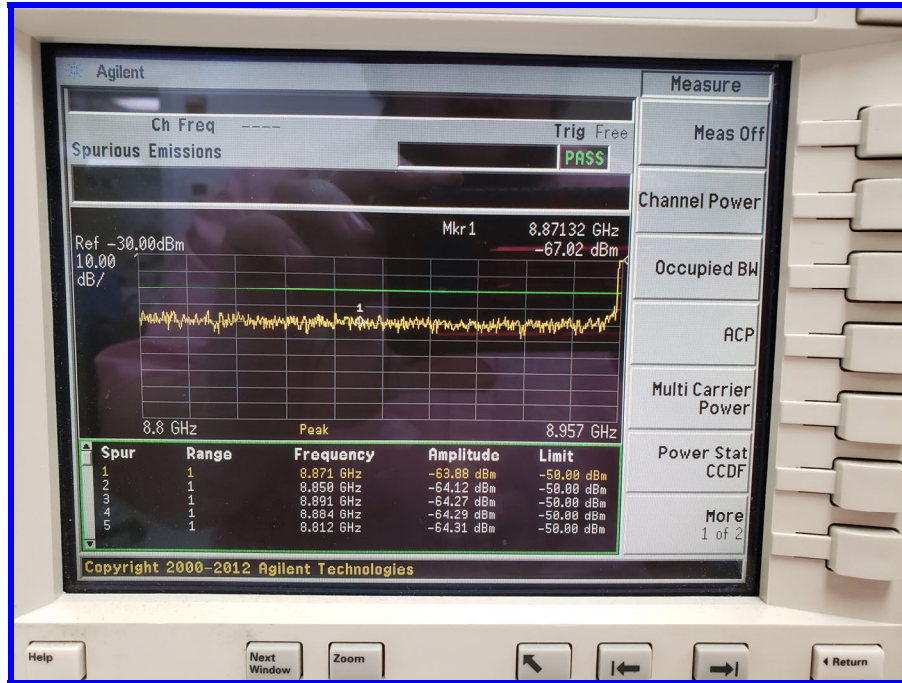 Agilent
Measure
Ch Freq ----
Trig Free
Meas Off
Spurious Emissions
PASS
Channel Power
Mkr1 8.87132 GHz
Ref -30.00dBm
-67.02 dBm
10.00
dB/
Occupied BW
1
ACP
Multi Carrier
Power
8.8 GHz Peak 8.957 GHz
Spur Range Frequency Amplitude Limit
1 1 8.871 GHz -63.88 dBm -50.00 dBm
2 1 8.850 GHz -64.12 dBm -50.00 dBm
3 1 8.891 GHz -64.27 dBm -50.00 dBm
4 1 8.884 GHz -64.29 dBm -50.00 dBm
5 1 8.812 GHz -64.31 dBm -50.00 dBm
Power Stat
CCDF
More
1 of 2
Copyright 2000-2012 Agilent Technologies
Help
Next
Window
Zoom
Return